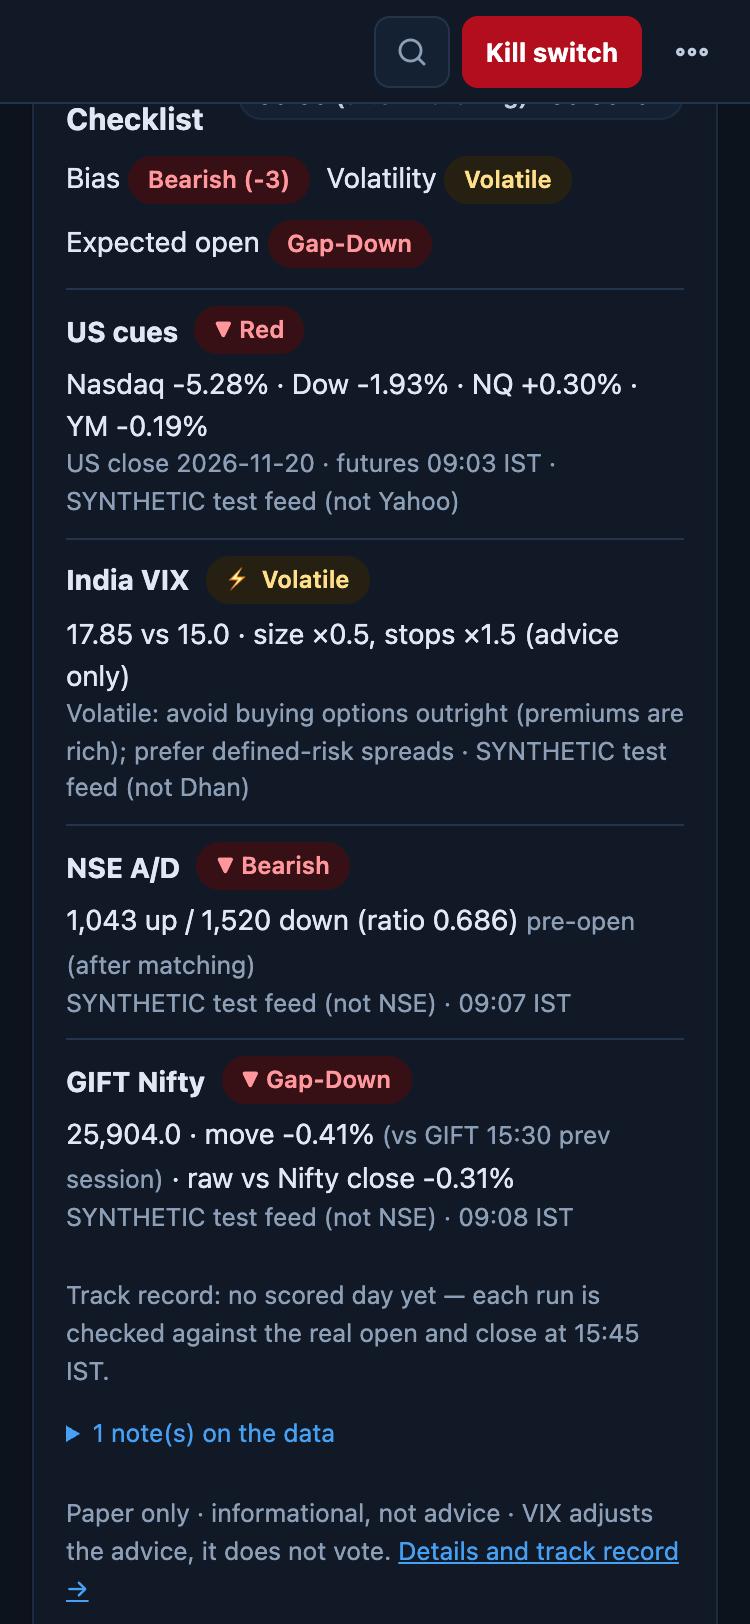 Kill switch
Checklist
Bias Bearish (-3) Volatility Volatile
Expected open Gap-Down
US cues ▼ Red
Nasdaq -5.28% · Dow -1.93% · NQ +0.30% ·
YM -0.19%
US close 2026-11-20 · futures 09:03 IST ·
SYNTHETIC test feed (not Yahoo)
India VIX ⚡ Volatile
17.85 vs 15.0 · size ×0.5, stops ×1.5 (advice
only)
Volatile: avoid buying options outright (premiums are
rich); prefer defined-risk spreads · SYNTHETIC test
feed (not Dhan)
NSE A/D ▼ Bearish
1,043 up / 1,520 down (ratio 0.686) pre-open
(after matching)
SYNTHETIC test feed (not NSE) · 09:07 IST
GIFT Nifty ▼ Gap-Down
25,904.0 · move -0.41% (vs GIFT 15:30 prev
session) · raw vs Nifty close -0.31%
SYNTHETIC test feed (not NSE) · 09:08 IST
Track record: no scored day yet — each run is
checked against the real open and close at 15:45
IST.
▶ 1 note(s) on the data
Paper only · informational, not advice · VIX adjusts
the advice, it does not vote. Details and track record
→